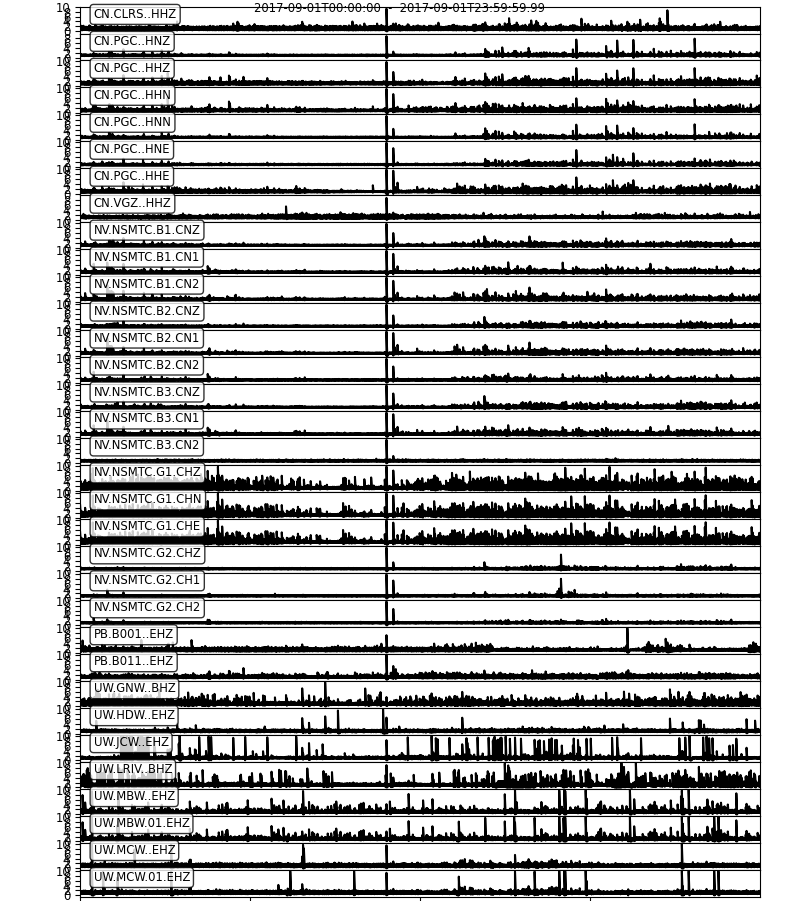 2017-09-01T00:00:00 - 2017-09-01T23:59:59.99
CN.CLRS..HHZ
CN.PGC..HNZ
CN.PGC..HHZ
CN.PGC..HHN
CN.PGC..HNN
CN.PGC..HNE
CN.PGC..HHE
CN.VGZ..HHZ
NV.NSMTC.B1.CNZ
NV.NSMTC.B1.CN1
NV.NSMTC.B1.CN2
NV.NSMTC.B2.CNZ
NV.NSMTC.B2.CN1
NV.NSMTC.B2.CN2
NV.NSMTC.B3.CNZ
NV.NSMTC.B3.CN1
NV.NSMTC.B3.CN2
NV.NSMTC.G1.CHZ
NV.NSMTC.G1.CHN
NV.NSMTC.G1.CHE
NV.NSMTC.G2.CHZ
NV.NSMTC.G2.CH1
NV.NSMTC.G2.CH2
PB.B001..EHZ
PB.B011..EHZ
UW.GNW..BHZ
UW.HDW..EHZ
UW.JCW..EHZ
UW.LRIV..BHZ
UW.MBW..EHZ
UW.MBW.01.EHZ
UW.MCW..EHZ
UW.MCW.01.EHZ